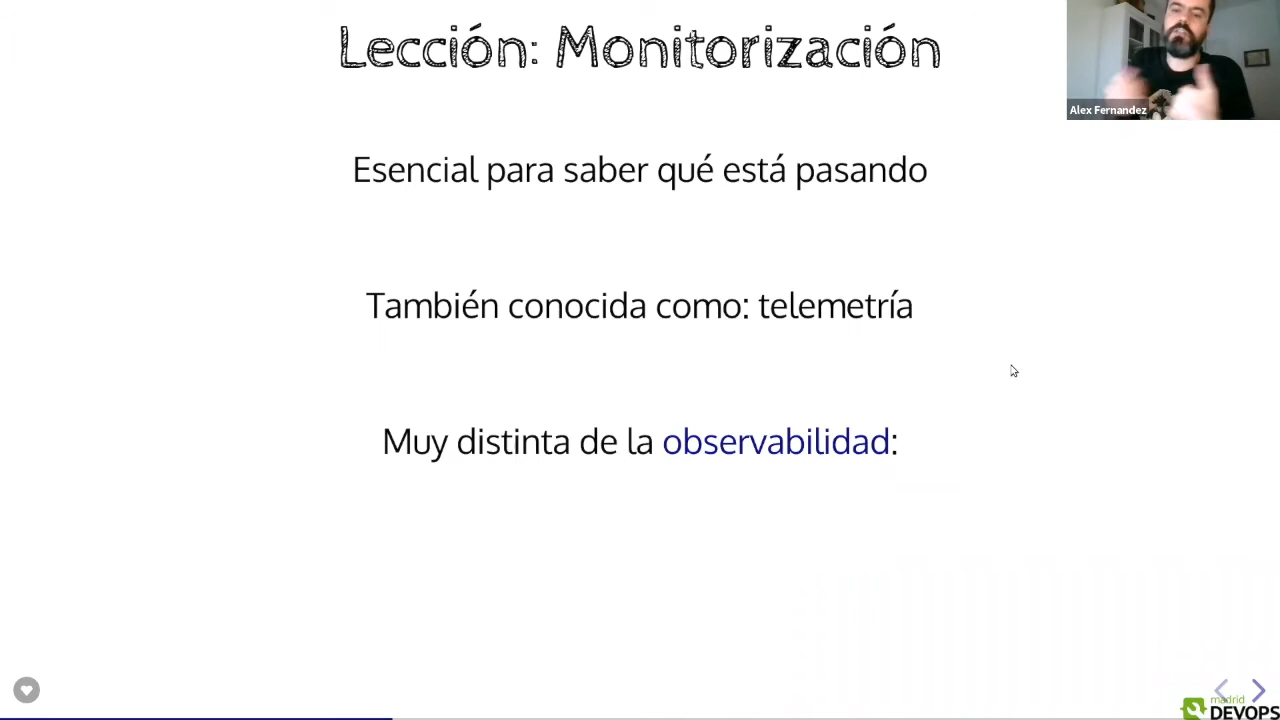 Lección: Monitorización
Alex Fernandez
Esencial para saber qué está pasando
También conocida como: telemetría
Muy distinta de la observabilidad:
madrid
DEVOPS